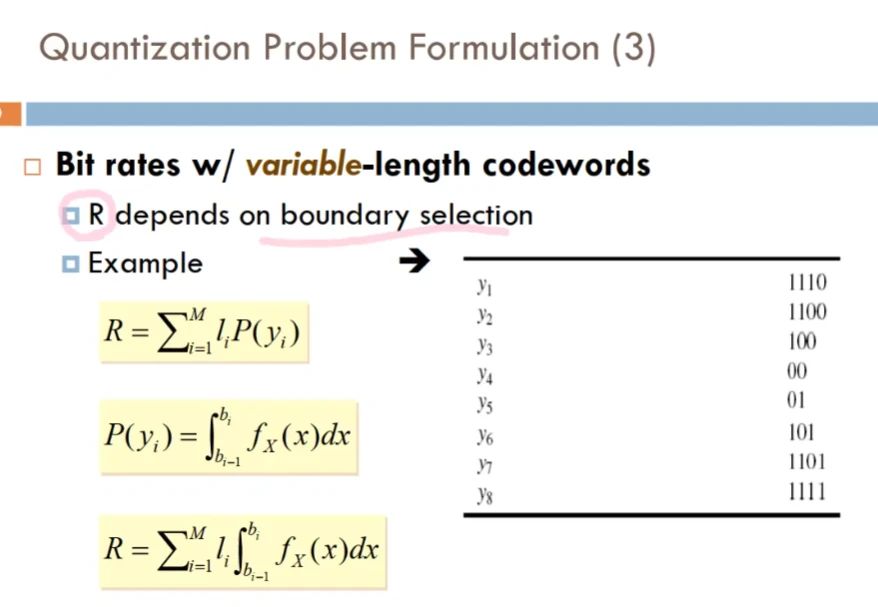 Quantization Problem Formulation (3)
Bit rates w/ variable-length codewords
R depends on boundary selection
Example ➔
R = ∑_{i=1}^{M} l_i P(y_i)
P(y_i) = ∫_{b_{i-1}}^{b_i} f_X(x)dx
R = ∑_{i=1}^{M} l_i ∫_{b_{i-1}}^{b_i} f_X(x)dx
y₁ 1110
y₂ 1100
y₃ 100
y₄ 00
y₅ 01
y₆ 101
y₇ 1101
y₈ 1111